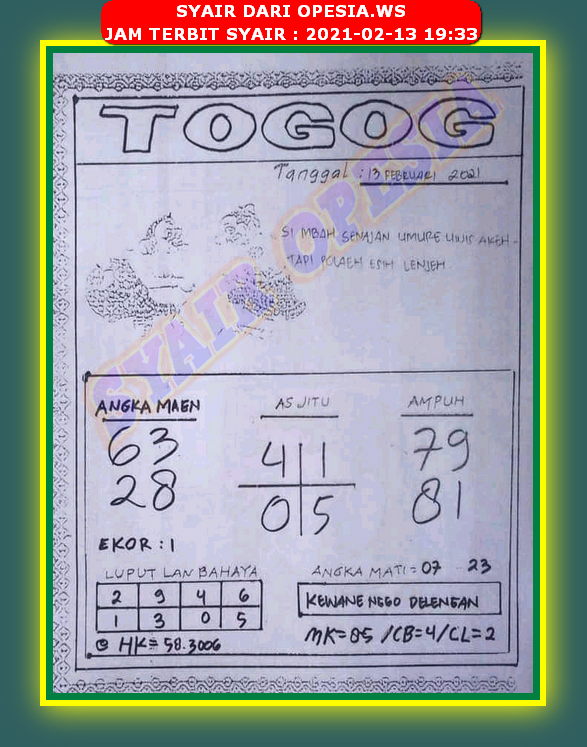 SYAIR DARI OPESIA.WS
JAM TERBIT SYAIR : 2021-02-13 19:33
TOGOG
Tanggal : 13 FEBRUARI 2021
SI MBAH SENAJAN UMURE UWIS AKEH
TAPI POLAEH ESIH LENJEH
SYAIR OPESIA
ANGKA MAEN
63
28
EKOR : 1
AS JITU
4 1
0 5
AMPUH
79
81
LUPUT LAN BAHAYA
2 9 4 6
1 3 0 5
HK = 58.3006
ANGKA MATI = 07 23
KEWANE NGGO DELENGAN
MK= 85 /CB=4/CL=2